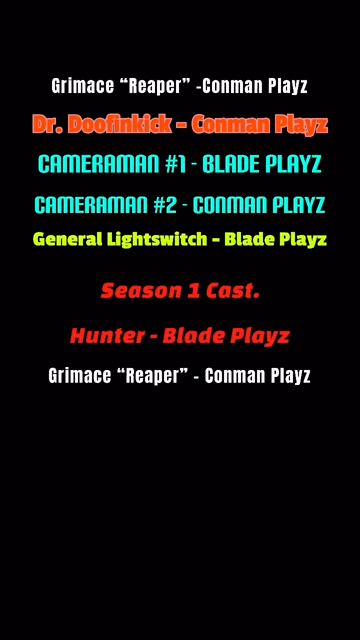 Grimace “Reaper” -Conman Playz
Dr. Doofinkick - Conman Playz
CAMERAMAN #1 - BLADE PLAYZ
CAMERAMAN #2 - CONMAN PLAYZ
General Lightswitch - Blade Playz
Season 1 Cast.
Hunter - Blade Playz
Grimace “Reaper” - Conman Playz